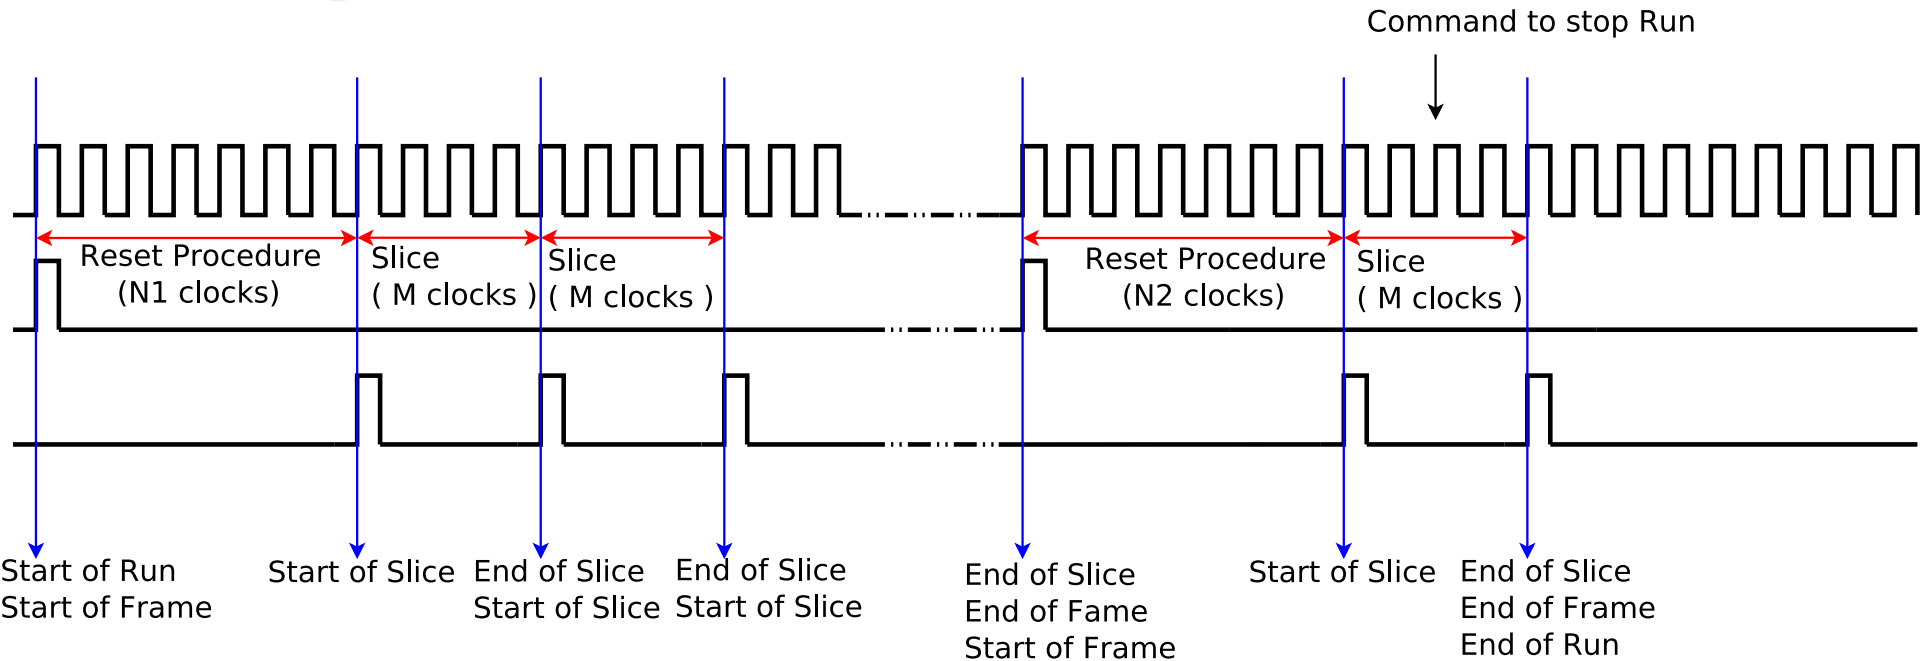 Command to stop Run
Reset Procedure
(N1 clocks)
Slice
( M clocks )
Slice
( M clocks )
Reset Procedure
(N2 clocks)
Slice
( M clocks )
Start of Run
Start of Frame
Start of Slice
End of Slice
Start of Slice
End of Slice
Start of Slice
End of Slice
End of Fame
Start of Frame
Start of Slice
End of Slice
End of Frame
End of Run